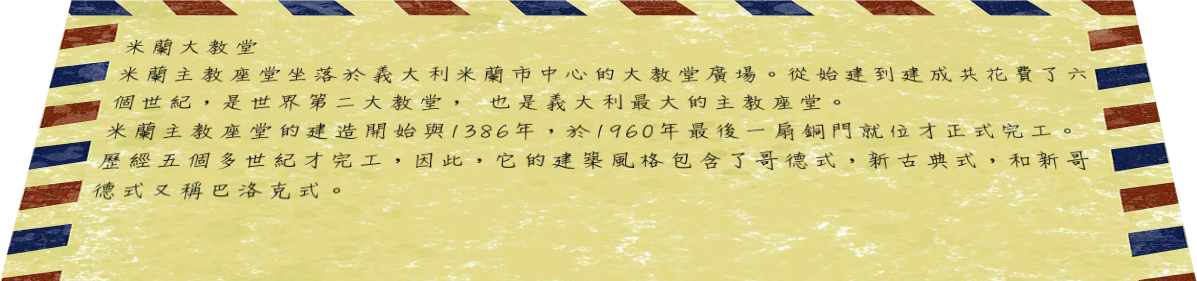 米蘭大教堂
米蘭主教座堂坐落於義大利米蘭市中心的大教堂廣場。從始建到建成共花費了六
個世紀，是世界第二大教堂， 也是義大利最大的主教座堂。
米蘭主教座堂的建造開始與1386年，於1960年最後一扇銅門就位才正式完工。
歷經五個多世紀才完工，因此，它的建築風格包含了哥德式，新古典式，和新哥
德式又稱巴洛克式。